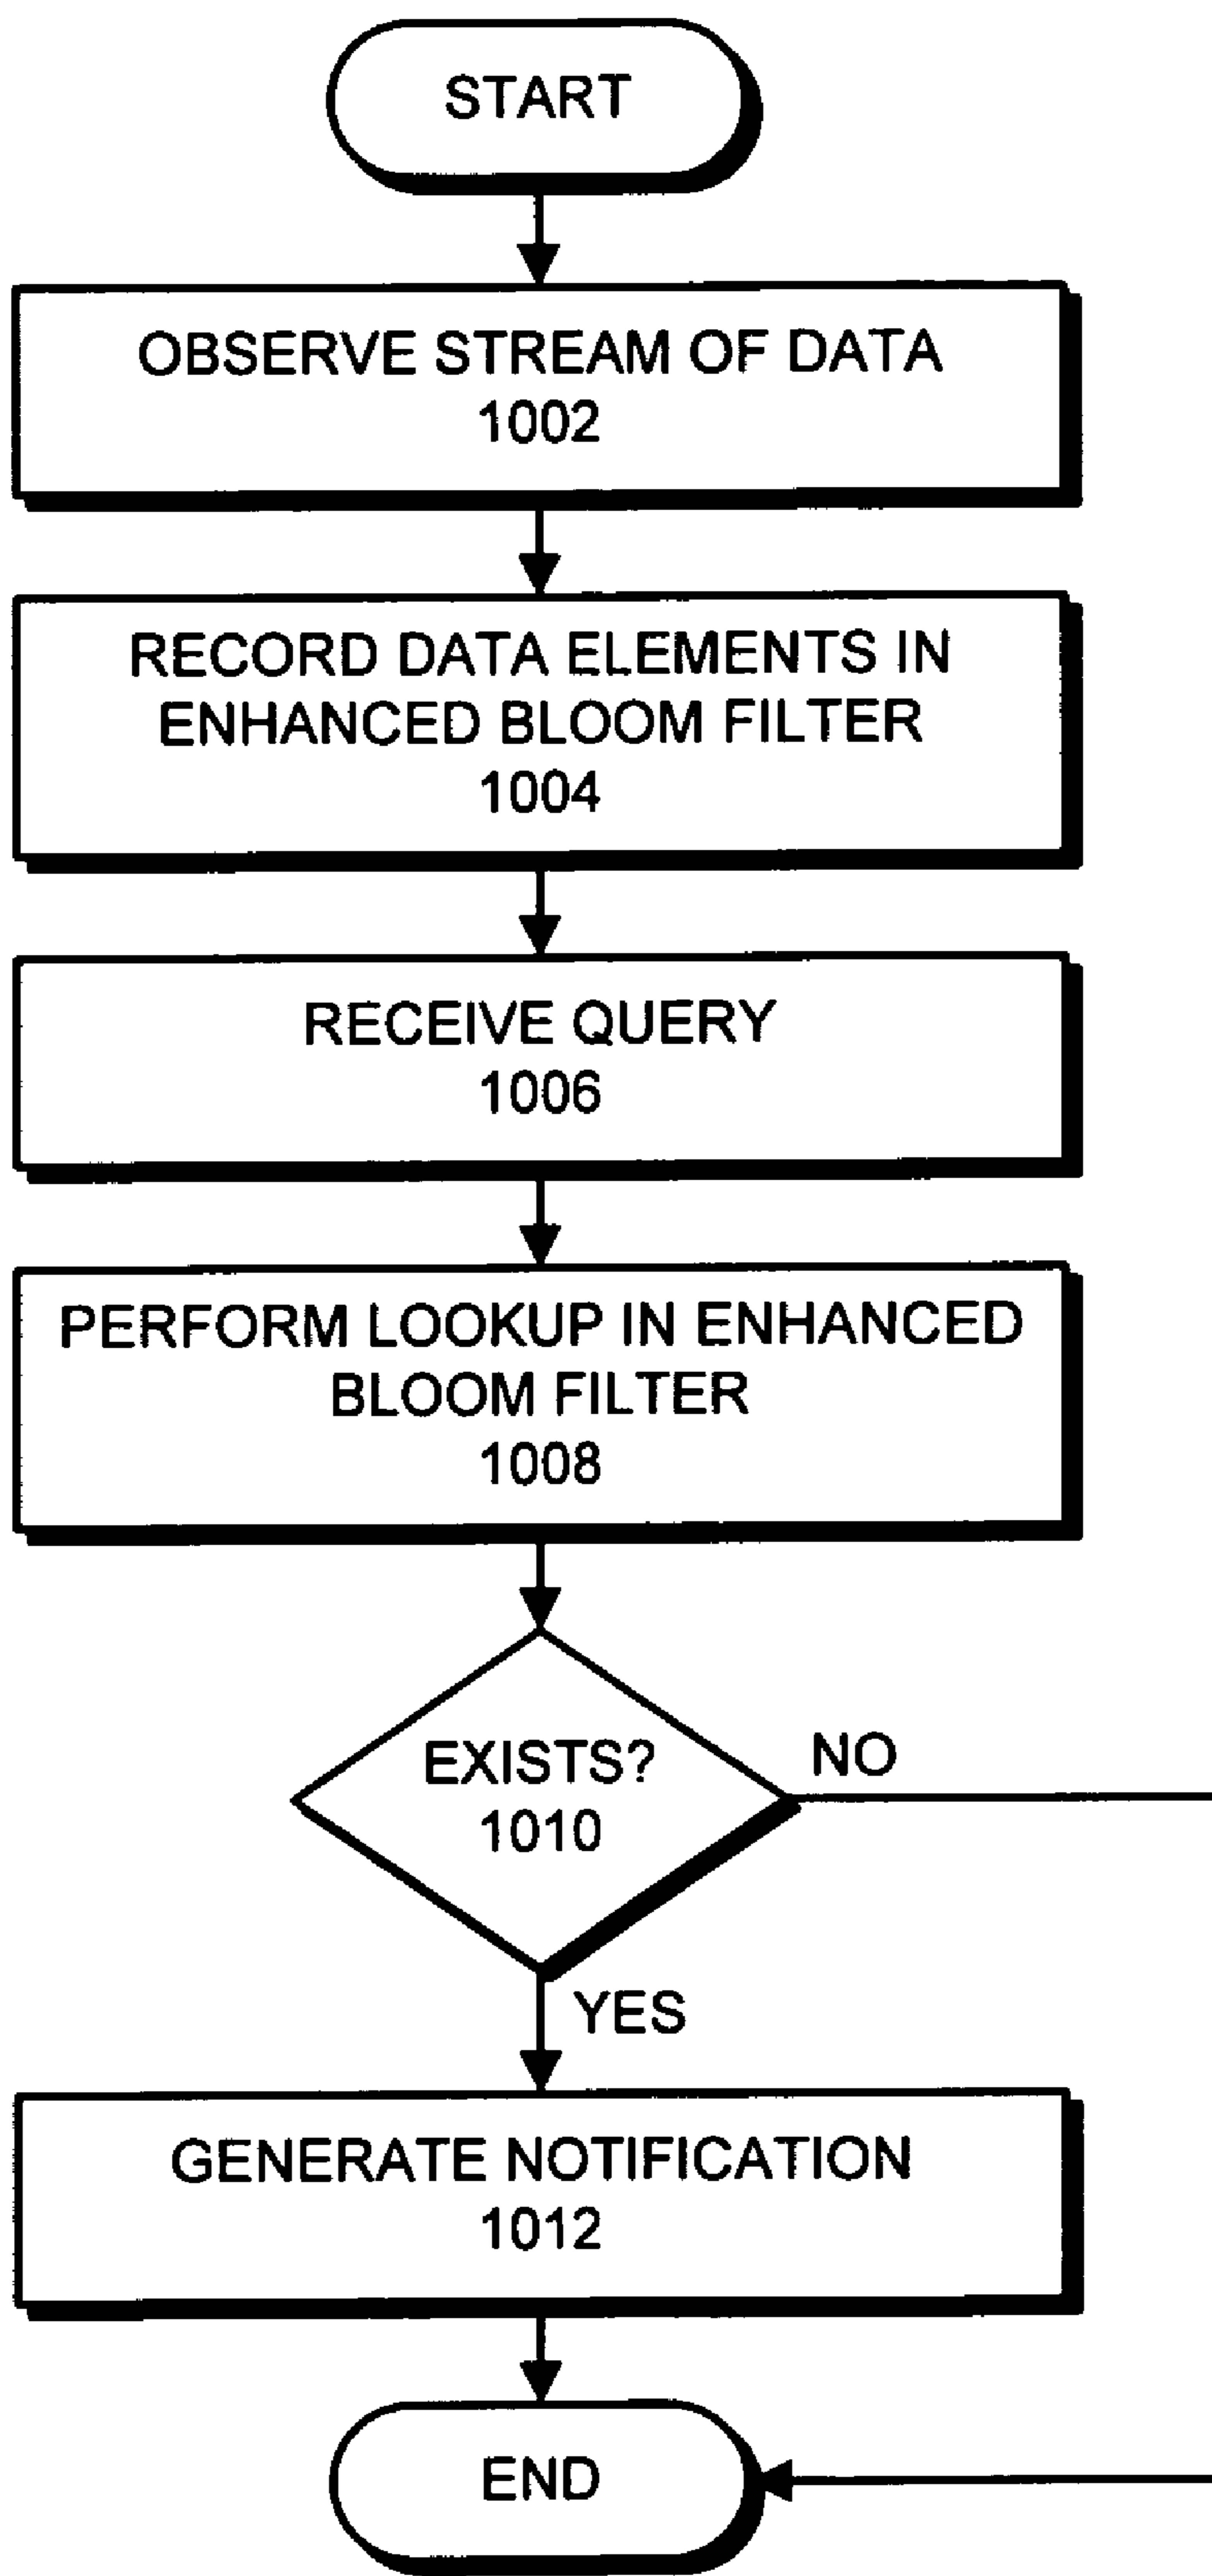 START
OBSERVE STREAM OF DATA
1002
RECORD DATA ELEMENTS IN
ENHANCED BLOOM FILTER
1004
RECEIVE QUERY
1006
PERFORM LOOKUP IN ENHANCED
BLOOM FILTER
1008
EXISTS?
1010
NO
YES
GENERATE NOTIFICATION
1012
END